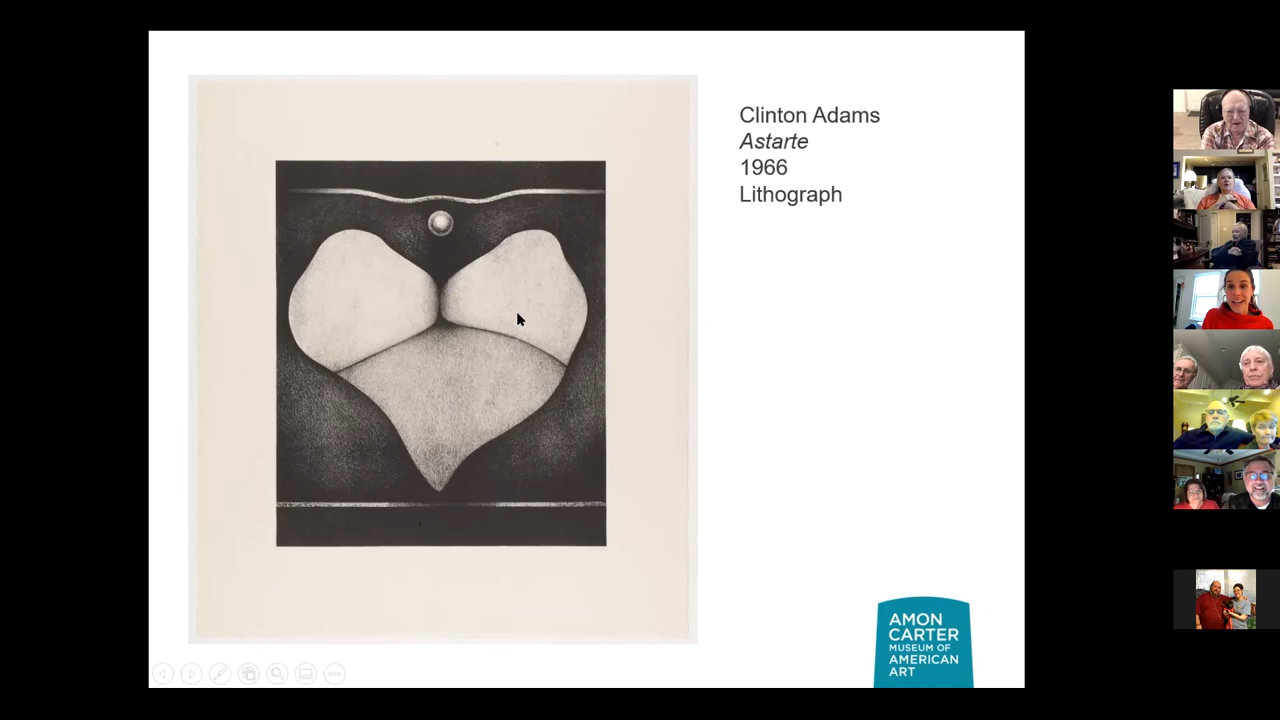 Clinton Adams
Astarte
1966
Lithograph
AMON
CARTER
MUSEUM OF
AMERICAN
ART